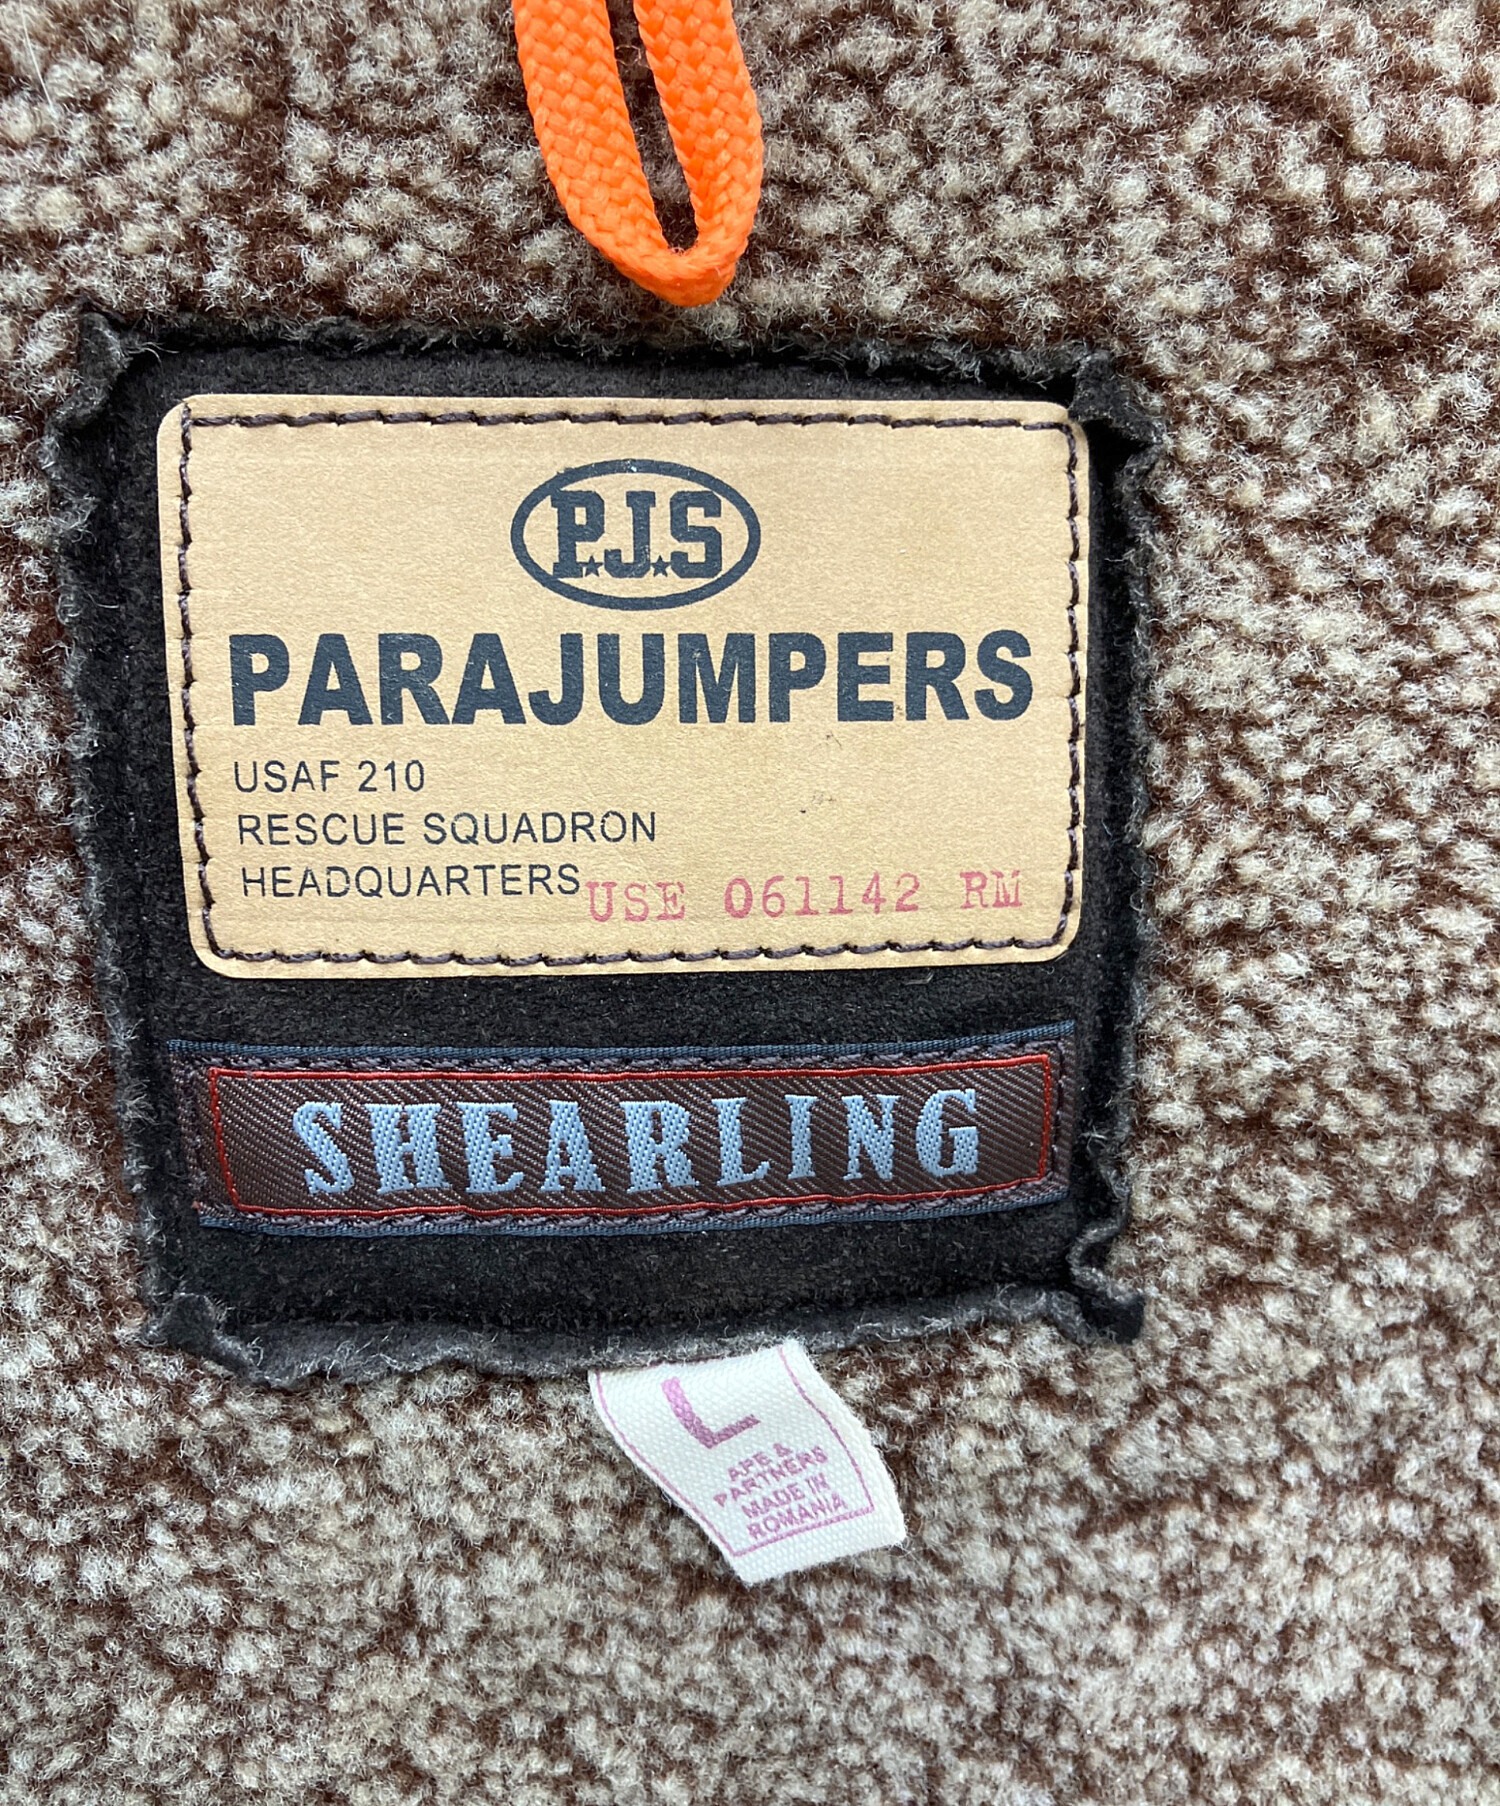 P.J.S
PARAJUMPERS
USAF 210
RESCUE SQUADRON
HEADQUARTERS
USE 061142 RM
SHEARLING
L
APE &
PARTNERS
MADE IN
ROMANIA